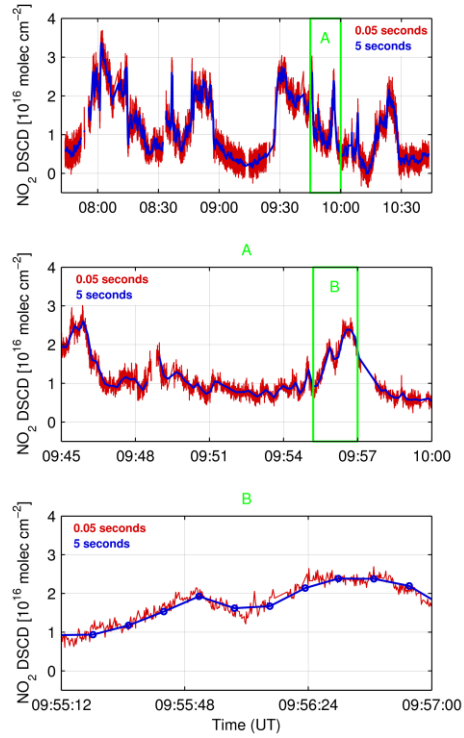 NO2 DSCD [10^16 molec cm^-2]
4
3
2
1
0
A
0.05 seconds
5 seconds
08:00 08:30 09:00 09:30 10:00 10:30
A
NO2 DSCD [10^16 molec cm^-2]
4
3
2
1
0
0.05 seconds
5 seconds
B
09:45 09:48 09:51 09:54 09:57 10:00
B
NO2 DSCD [10^16 molec cm^-2]
4
3
2
1
0
0.05 seconds
5 seconds
09:55:12 09:55:48 09:56:24 09:57:00
Time (UT)